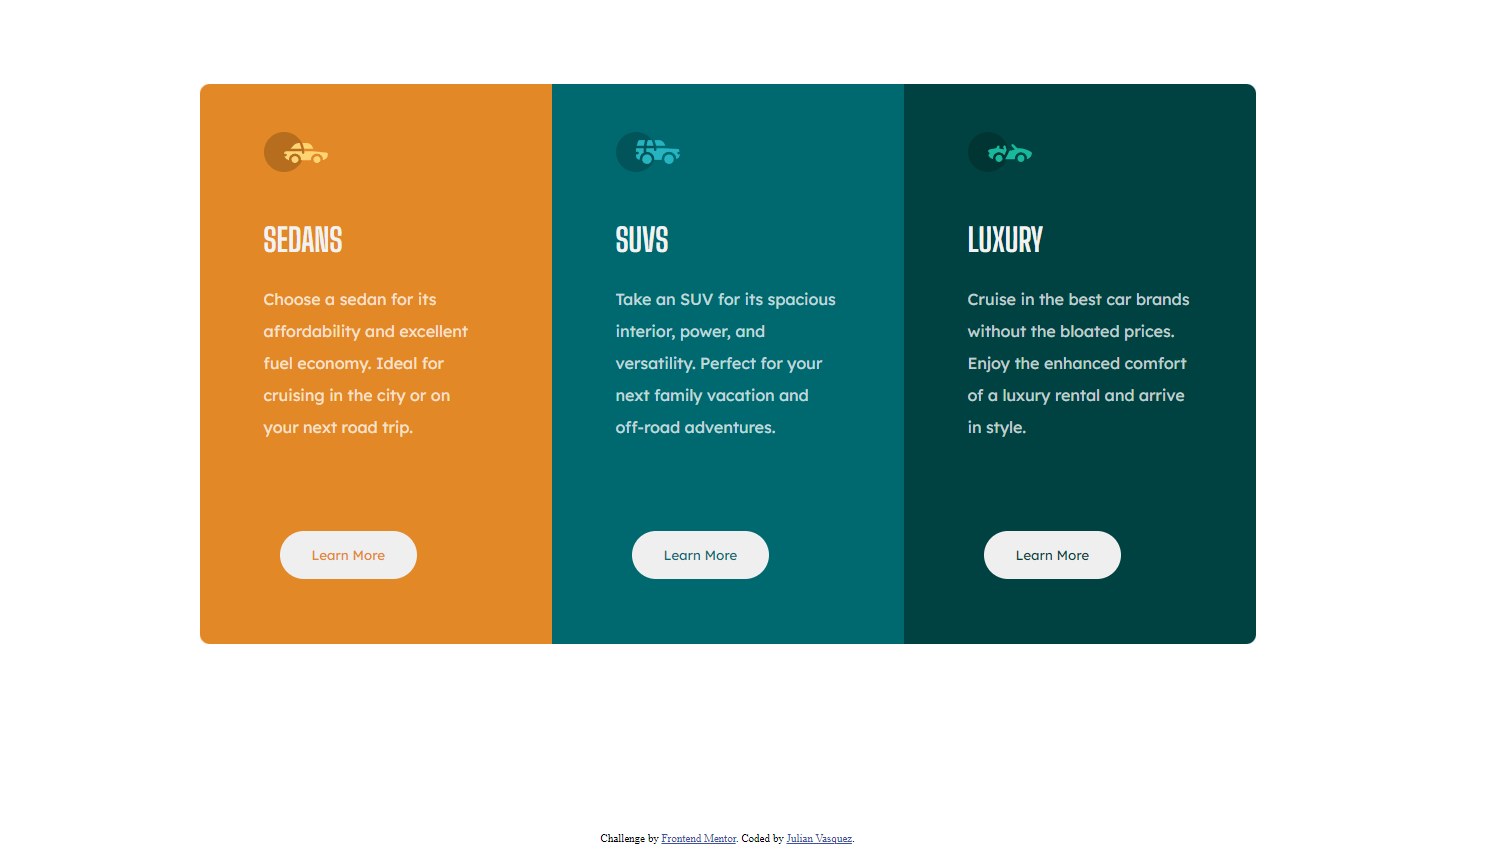 SEDANS
Choose a sedan for its
affordability and excellent
fuel economy. Ideal for
cruising in the city or on
your next road trip.
Learn More
SUVS
Take an SUV for its spacious
interior, power, and
versatility. Perfect for your
next family vacation and
off-road adventures.
Learn More
LUXURY
Cruise in the best car brands
without the bloated prices.
Enjoy the enhanced comfort
of a luxury rental and arrive
in style.
Learn More
Challenge by Frontend Mentor. Coded by Julian Vasquez.